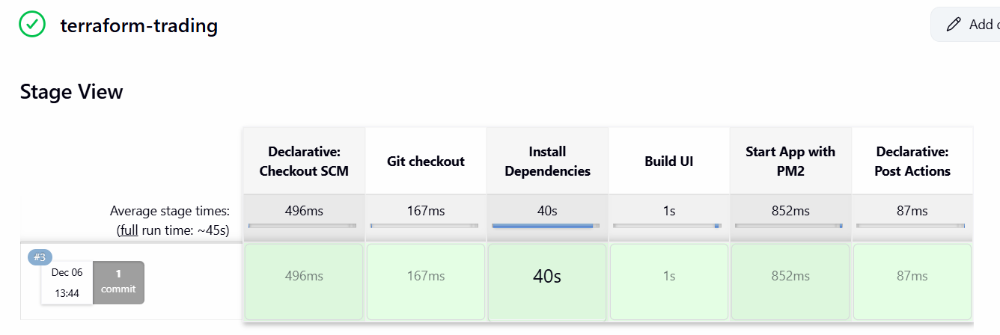 terraform-trading
Add
Stage View
Declarative:
Checkout SCM
Git checkout
Install
Dependencies
Build UI
Start App with
PM2
Declarative:
Post Actions
Average stage times:
(full run time: ~45s)
496ms
167ms
40s
1s
852ms
87ms
#3
Dec 06
13:44
1
commit
496ms
167ms
40s
1s
852ms
87ms